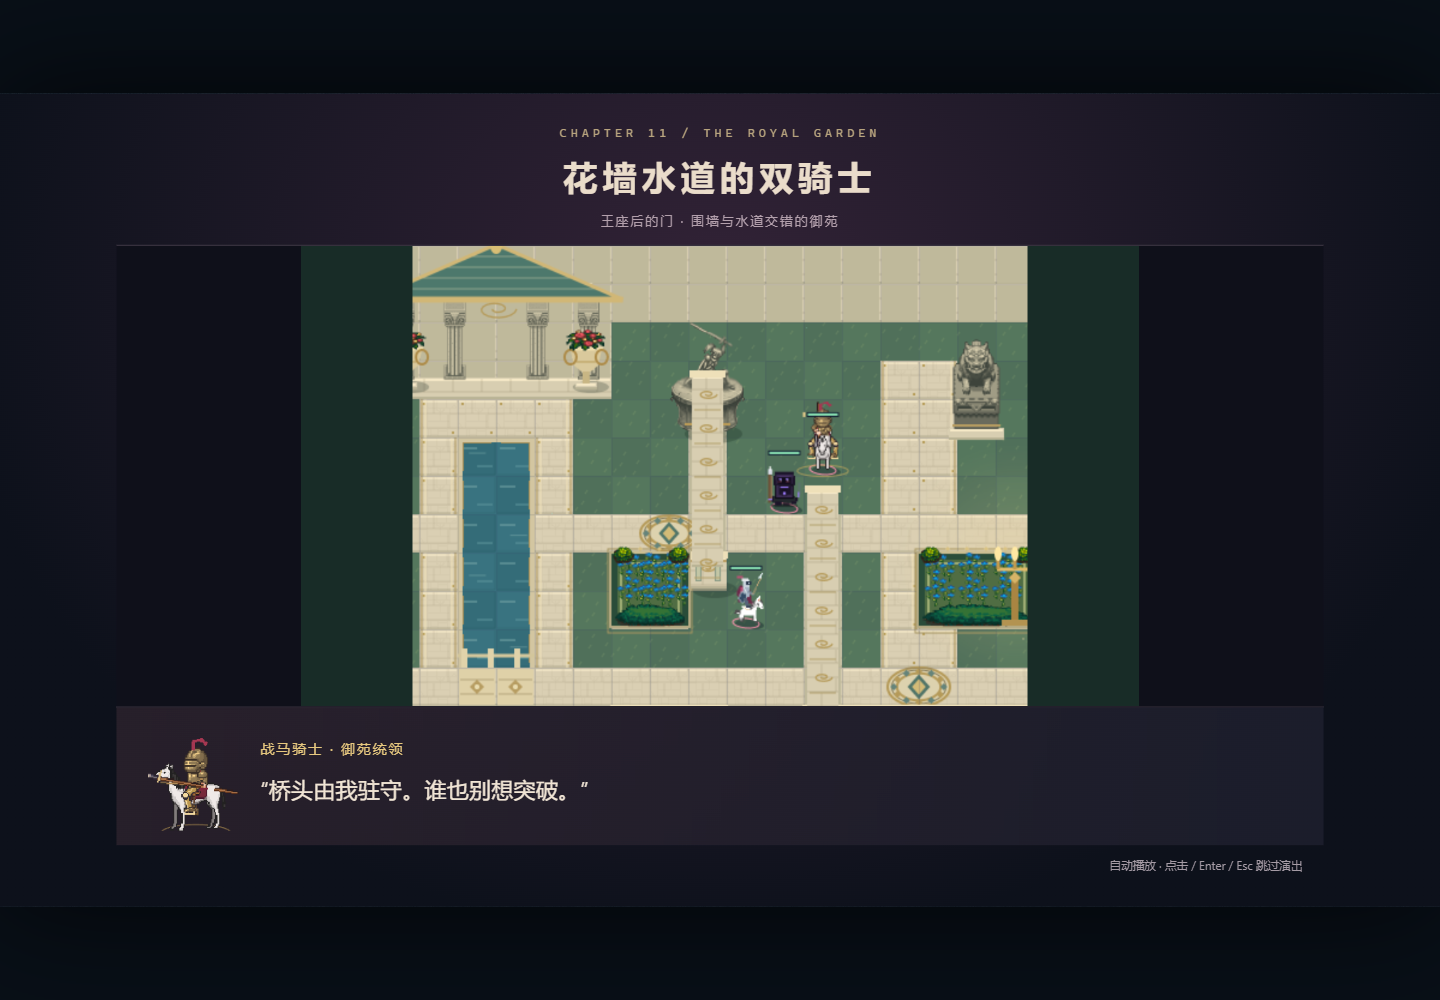 CHAPTER 11 / THE ROYAL GARDEN
花墙水道的双骑士
王座后的门 · 围墙与水道交错的御苑
战马骑士 · 御苑统领
“桥头由我驻守。谁也别想突破。”
自动播放 · 点击 / Enter / Esc 跳过演出